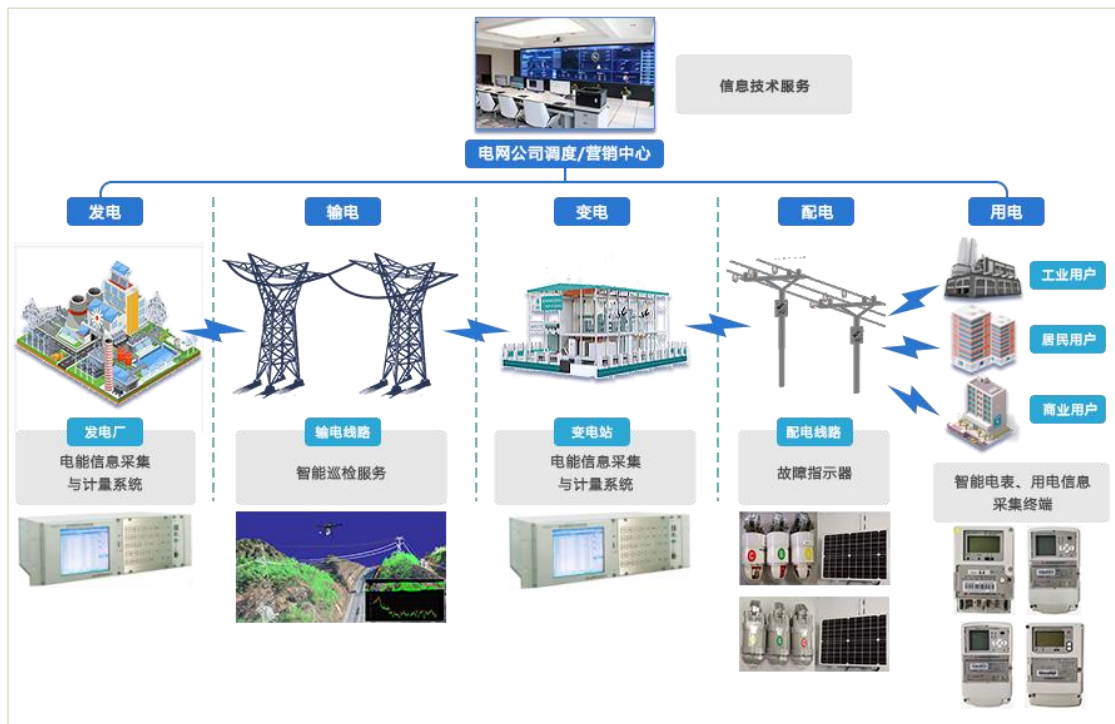 信息技术服务
电网公司调度/营销中心
发电
输电
变电
配电
用电
工业用户
居民用户
商业用户
发电厂
输电线路
变电站
配电线路
电能信息采集
与计量系统
智能巡检服务
电能信息采集
与计量系统
故障指示器
智能电表、用电信息
采集终端